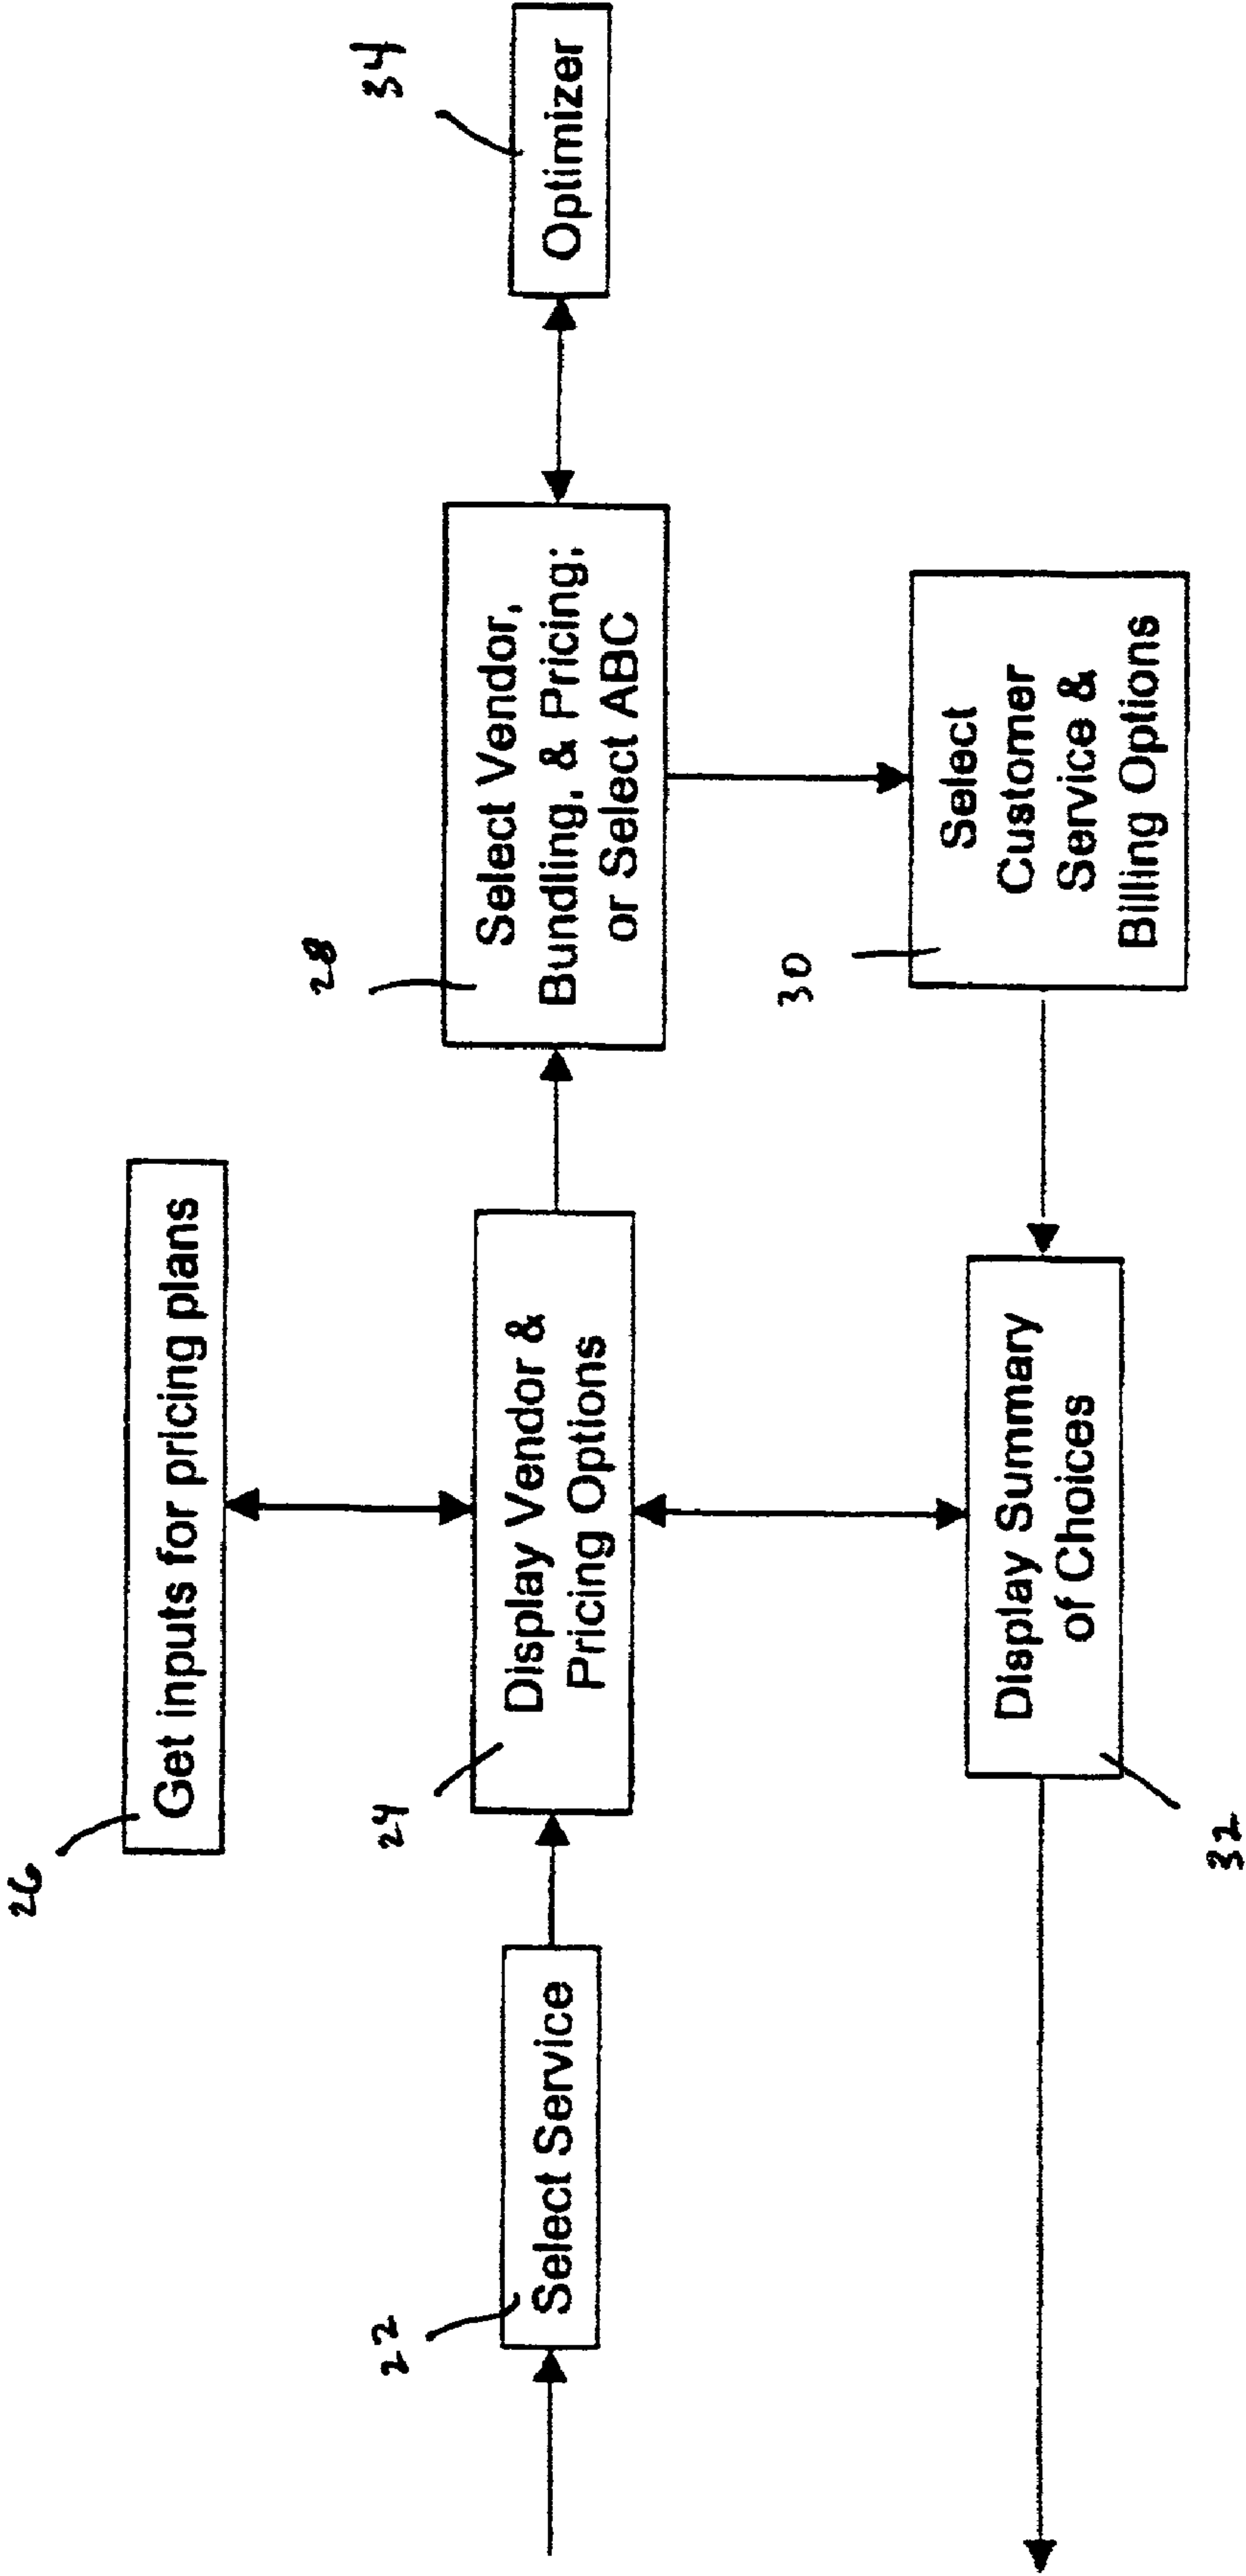 26
Get inputs for pricing plans
22
Select Service
24
Display Vendor &
Pricing Options
28
Select Vendor,
Bundling, & Pricing;
or Select ABC
34
Optimizer
30
Select
Customer
Service &
Billing Options
Display Summary
of Choices
32